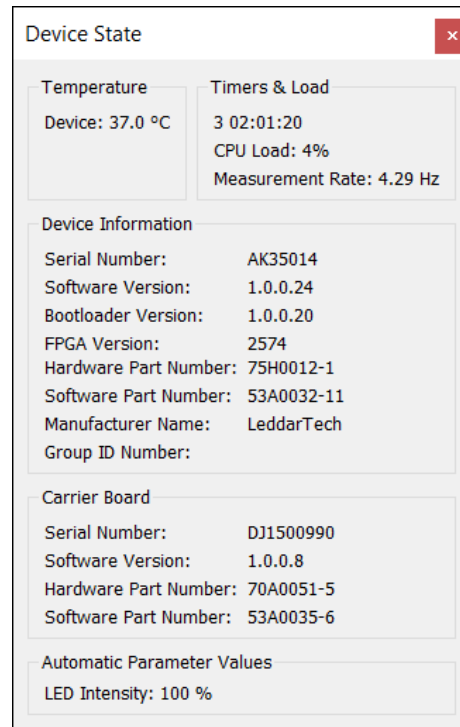 Device State
Temperature
Device: 37.0 ºC
Timers & Load
3 02:01:20
CPU Load: 4%
Measurement Rate: 4.29 Hz
Device Information
Serial Number: AK35014
Software Version: 1.0.0.24
Bootloader Version: 1.0.0.20
FPGA Version: 2574
Hardware Part Number: 75H0012-1
Software Part Number: 53A0032-11
Manufacturer Name: LeddarTech
Group ID Number:
Carrier Board
Serial Number: DJ1500990
Software Version: 1.0.0.8
Hardware Part Number: 70A0051-5
Software Part Number: 53A0035-6
Automatic Parameter Values
LED Intensity: 100 %